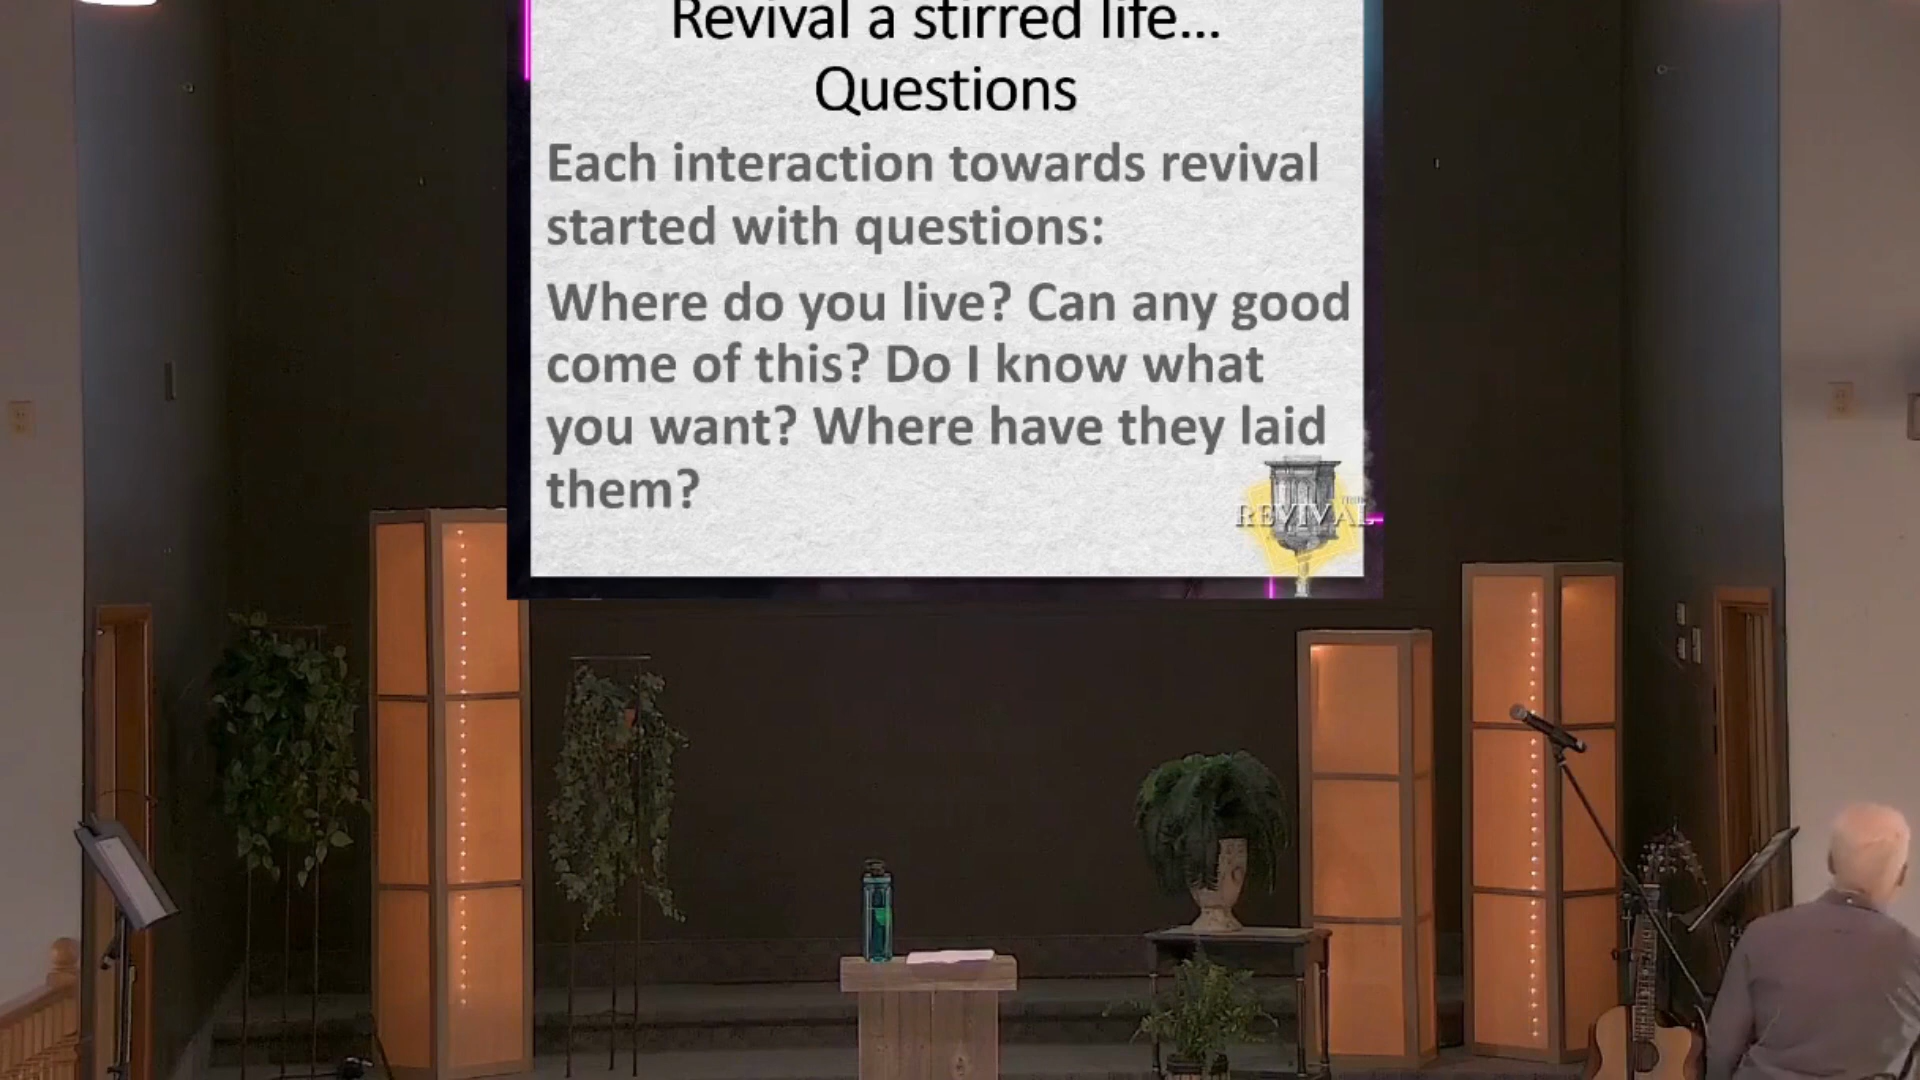 Revival a stirred life...
Questions
Each interaction towards revival
started with questions:
Where do you live? Can any good
come of this? Do I know what
you want? Where have they laid
them?
REVIVAL